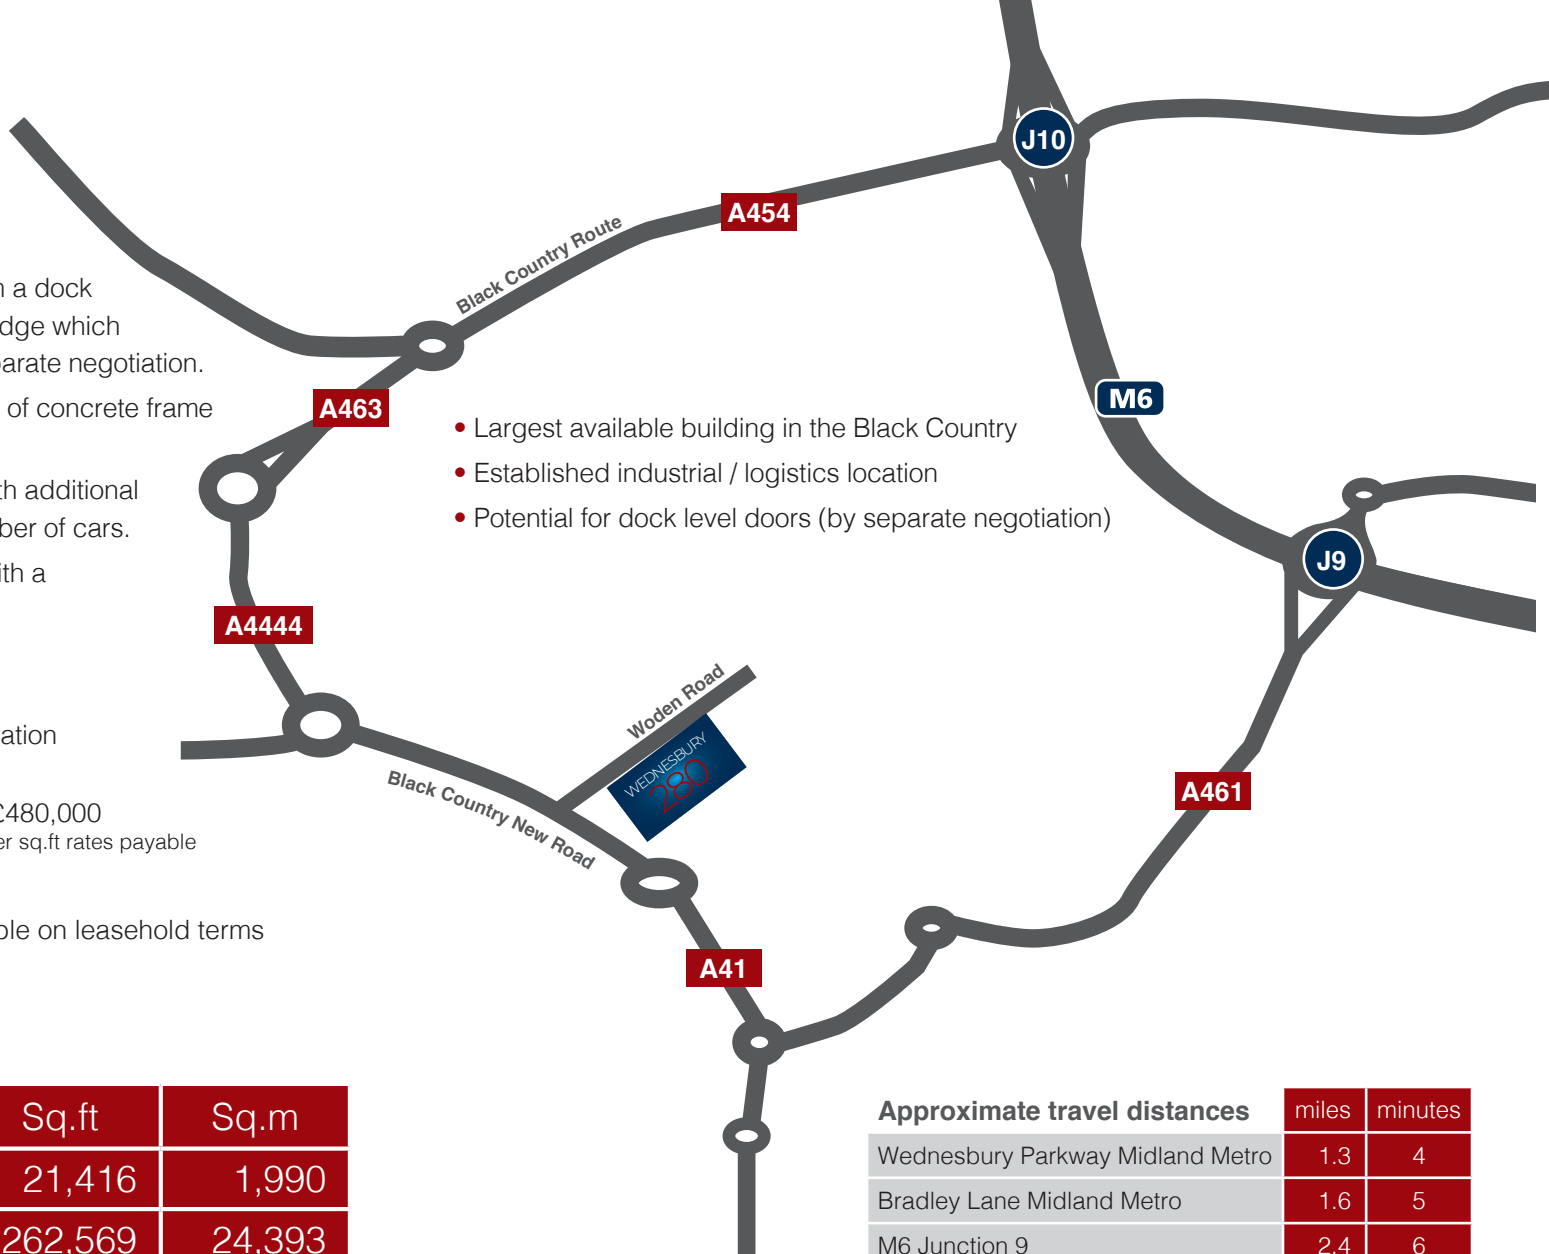 J10
A454
Black Country Route
a dock
dge which
parate negotiation.
of concrete frame
A463
M6
• Largest available building in the Black Country
• Established industrial / logistics location
• Potential for dock level doors (by separate negotiation)
th additional
ber of cars.
ith a
J9
A4444
Woden Road
WEDNESBURY
280
ation
Black Country New Road
A461
£480,000
er sq.ft rates payable
ble on leasehold terms
A41
Sq.ft Sq.m
21,416 1,990
262,569 24,393
Approximate travel distances miles minutes
Wednesbury Parkway Midland Metro 1.3 4
Bradley Lane Midland Metro 1.6 5
M6 Junction 9 2.4 6